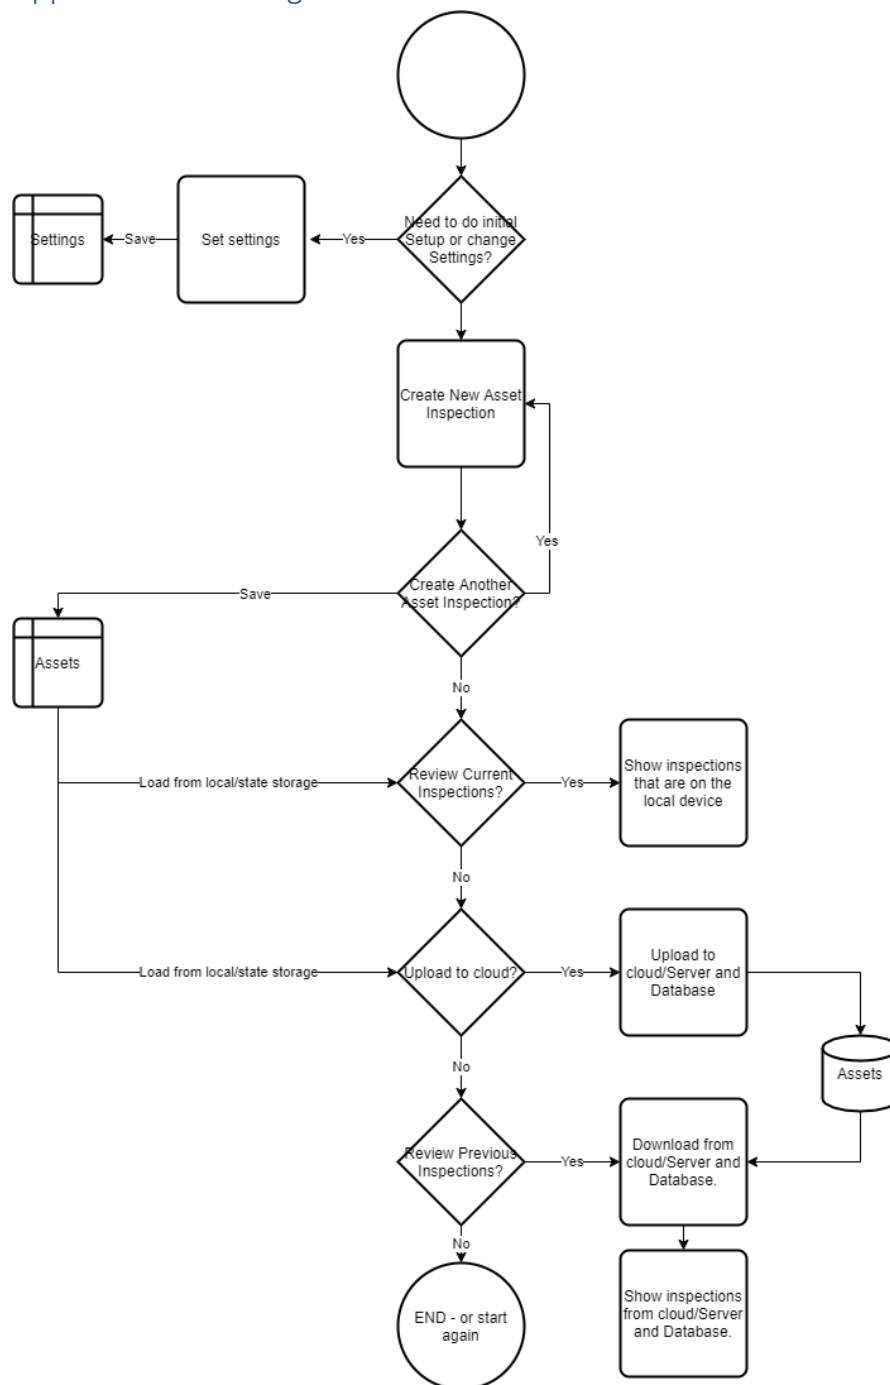 Need to do initial
Setup or change
Settings?
Yes
Set settings
Save
Settings
Create New Asset
Inspection
Yes
Create Another
Asset Inspection?
Save
Assets
No
Load from local/state storage
Review Current
Inspections?
Yes
Show inspections
that are on the
local device
No
Load from local/state storage
Upload to cloud?
Yes
Upload to
cloud/Server and
Database
Assets
No
Review Previous
Inspections?
Yes
Download from
cloud/Server and
Database.
No
END - or start
again
Show inspections
from cloud/Server
and Database.